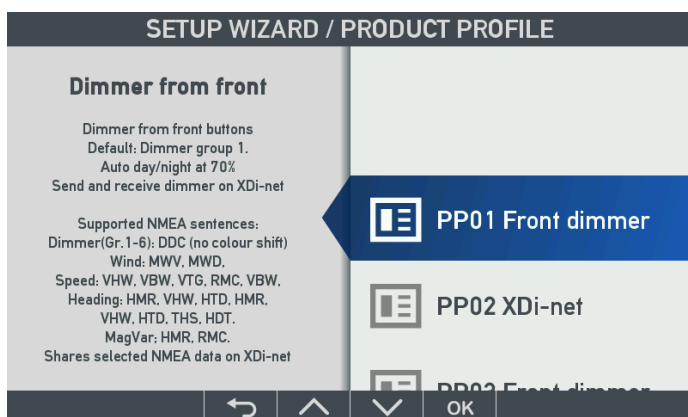 SETUP WIZARD / PRODUCT PROFILE
Dimmer from front
Dimmer from front buttons
Default: Dimmer group 1.
Auto day/night at 70%
Send and receive dimmer on XDi-net
Supported NMEA sentences:
Dimmer(Gr.1-6): DDC (no colour shift)
Wind: MWV, MWD,
Speed: VHW, VBW, VTG, RMC, VBW,
Heading: HMR, VHW, HTD, HMR,
VHW, HTD, THS, HDT.
MagVar; HMR, RMC.
Shares selected NMEA data on XDi-net
PP01 Front dimmer
PP02 XDi-net
PP03 Front dimmer
OK